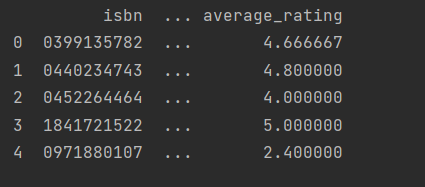 isbn ... average_rating
0 0399135782 ... 4.666667
1 0440234743 ... 4.800000
2 0452264464 ... 4.000000
3 1841721522 ... 5.000000
4 0971880107 ... 2.400000